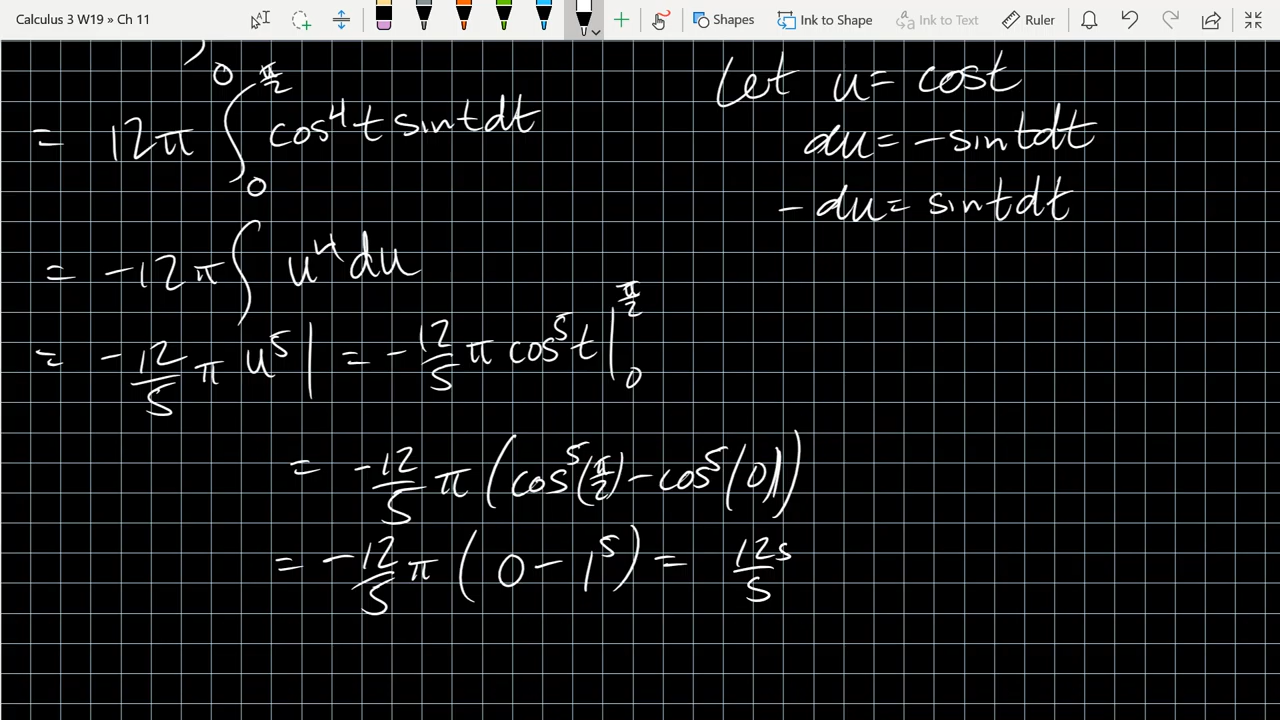 Calculus 3 W19 » Ch 11 Shapes Ink to Shape Ink to Text Ruler
0
= 12π ∫₀^{π/2} cos⁴t sint dt
Let u = cost
du = -sint dt
-du = sint dt
= -12π ∫ u⁴ du
= -12/5 π u⁵ | = -12/5 π cos⁵t |₀^{π/2}
= -12/5 π (cos⁵(π/2) - cos⁵(0))
= -12/5 π (0 - 1⁵) = 12s/5